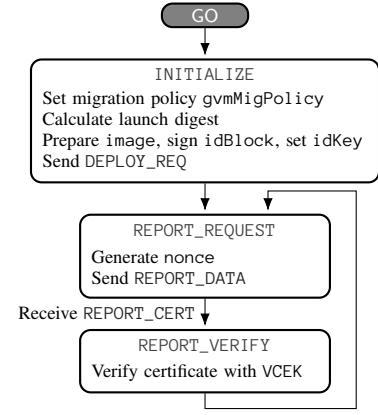 GO
INITIALIZE
Set migration policy gvmMigPolicy
Calculate launch digest
Prepare image, sign idBlock, set idKey
Send DEPLOY_REQ
REPORT_REQUEST
Generate nonce
Send REPORT_DATA
Receive REPORT_CERT
REPORT_VERIFY
Verify certificate with VCEK